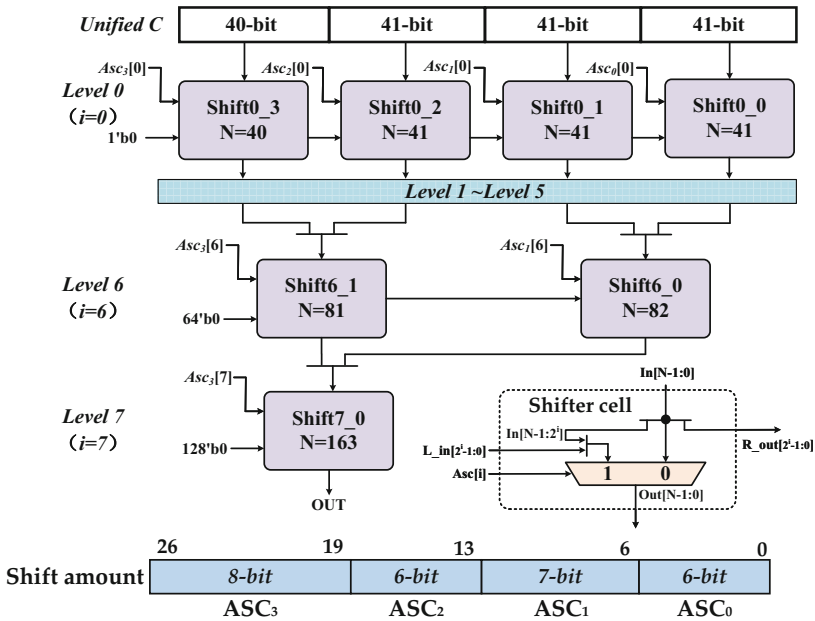 Unified C 40-bit 41-bit 41-bit 41-bit
Asc₃[0] Asc₂[0] Asc₁[0] Asc₀[0]
Level 0
（i=0）
Shift0_3
N=40
Shift0_2
N=41
Shift0_1
N=41
Shift0_0
N=41
1'b0
Level 1 ~Level 5
Asc₃[6] Asc₁[6]
Level 6
（i=6）
Shift6_1
N=81
Shift6_0
N=82
64'b0
Asc₃[7]
Level 7
（i=7）
Shift7_0
N=163
128'b0
OUT
In[N-1:0]
Shifter cell
In[N-1:2ⁱ]
L_in[2ⁱ-1:0]
R_out[2ⁱ-1:0]
Asc[i]
1 0
Out[N-1:0]
26 19 13 6 0
Shift amount 8-bit 6-bit 7-bit 6-bit
ASC₃ ASC₂ ASC₁ ASC₀